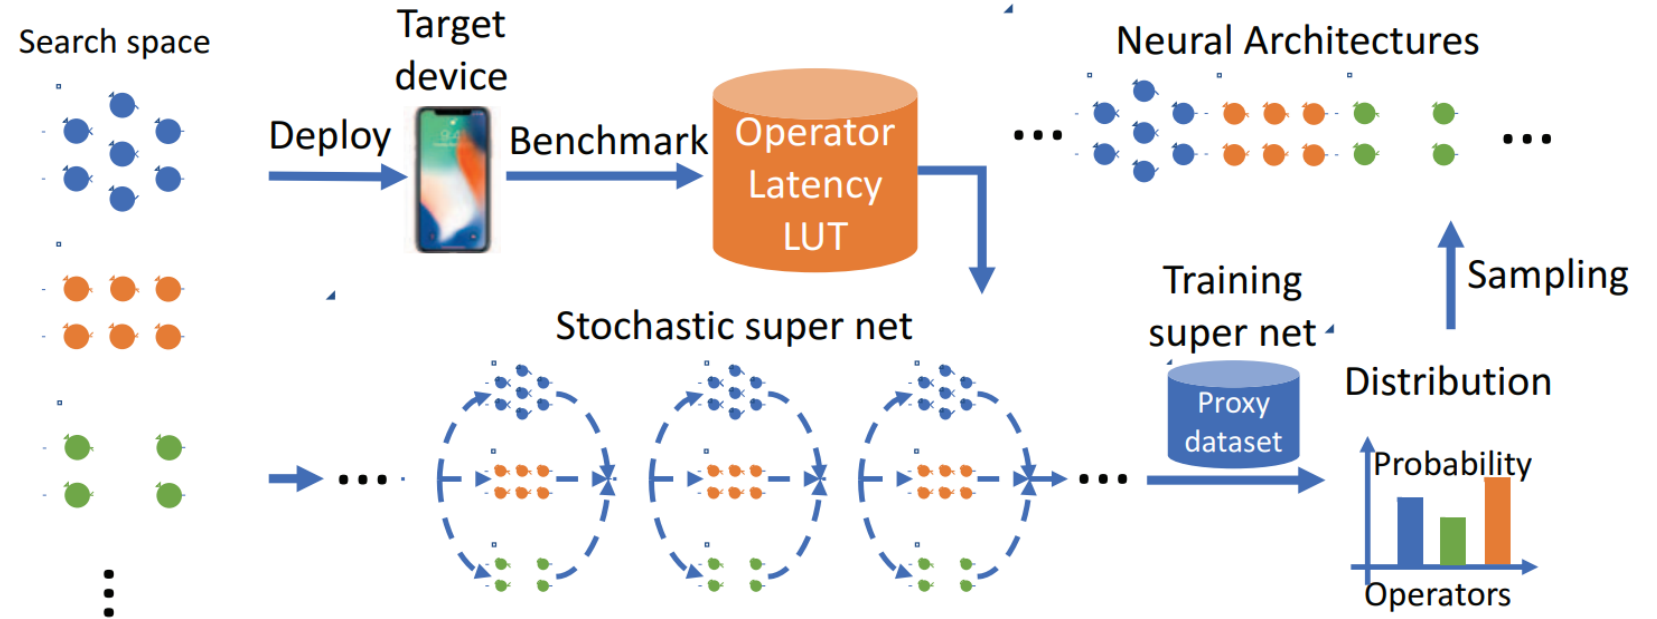 Search space
Target
device
Deploy
Benchmark
Operator
Latency
LUT
Neural Architectures
Stochastic super net
Training
super net
Proxy
dataset
Sampling
Distribution
Probability
Operators